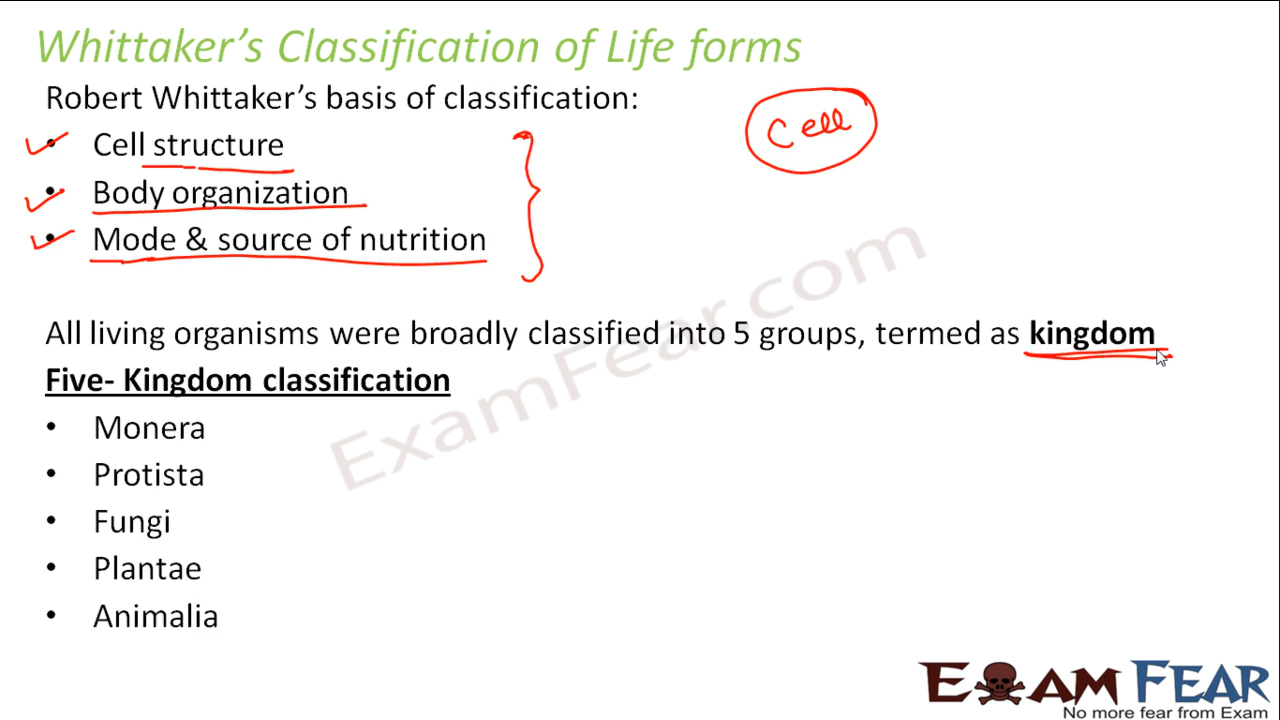 Whittaker's Classification of Life forms
Robert Whittaker's basis of classification:
Cell
• Cell structure
• Body organization
• Mode & source of nutrition
ExamFear.com
All living organisms were broadly classified into 5 groups, termed as kingdom
Five- Kingdom classification
• Monera
• Protista
• Fungi
• Plantae
• Animalia
EXAM FEAR
No more fear from Exam